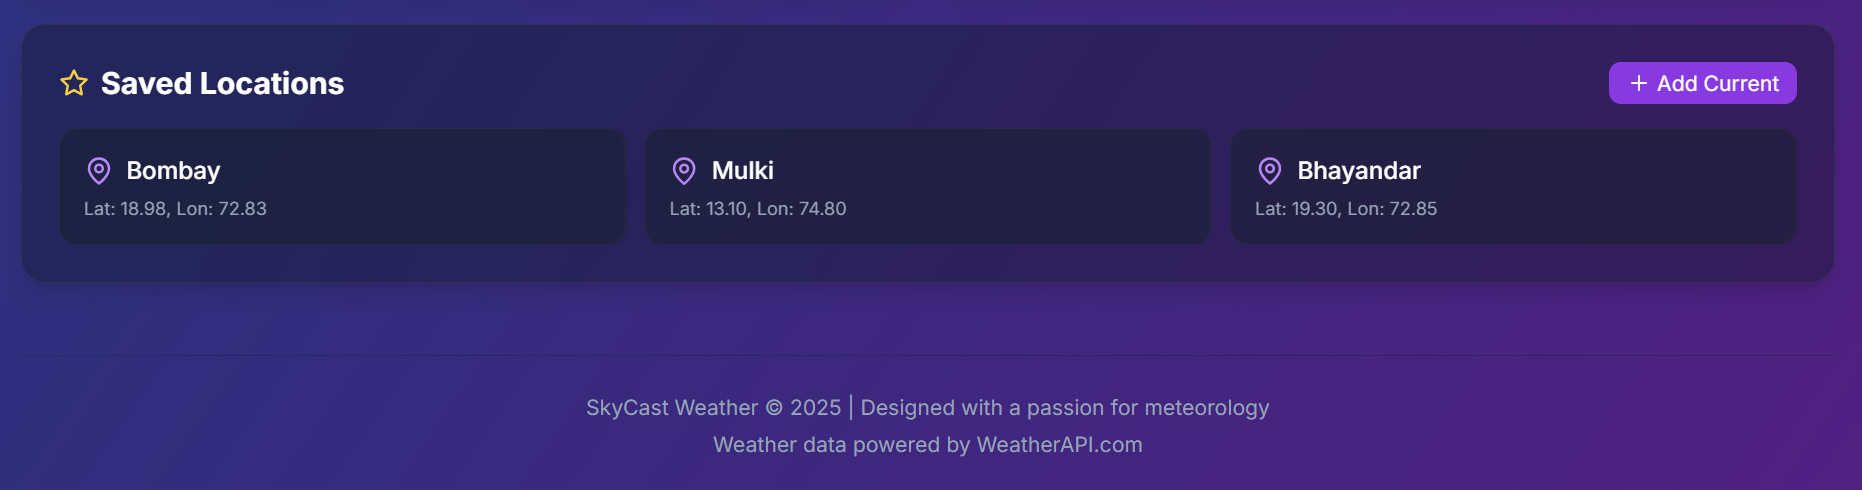 Saved Locations
+ Add Current
Bombay
Lat: 18.98, Lon: 72.83
Mulki
Lat: 13.10, Lon: 74.80
Bhayandar
Lat: 19.30, Lon: 72.85
SkyCast Weather © 2025 | Designed with a passion for meteorology
Weather data powered by WeatherAPI.com